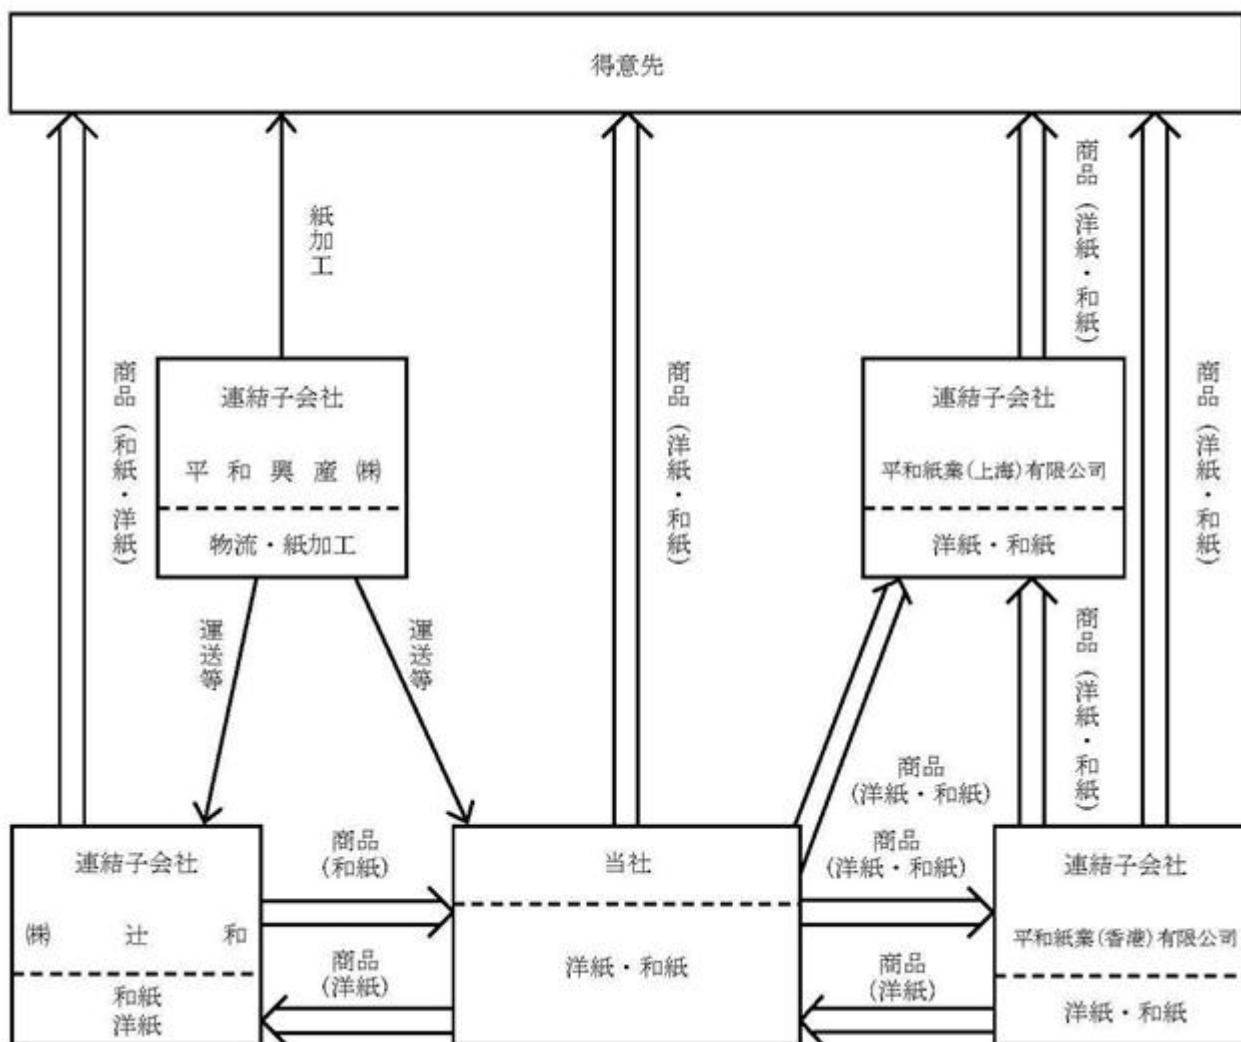 得意先
紙加工
商品（和紙・洋紙）
商品（洋紙・和紙）
商品（洋紙・和紙）
商品（洋紙・和紙）
連結子会社
平和興産㈱
物流・紙加工
連結子会社
平和紙業(上海)有限公司
洋紙・和紙
運送等
運送等
商品（洋紙・和紙）
商品
(洋紙・和紙)
連結子会社
㈱辻和
和紙
洋紙
商品
(和紙)
商品
(洋紙)
当社
洋紙・和紙
商品
(洋紙・和紙)
商品
(洋紙)
連結子会社
平和紙業(香港)有限公司
洋紙・和紙